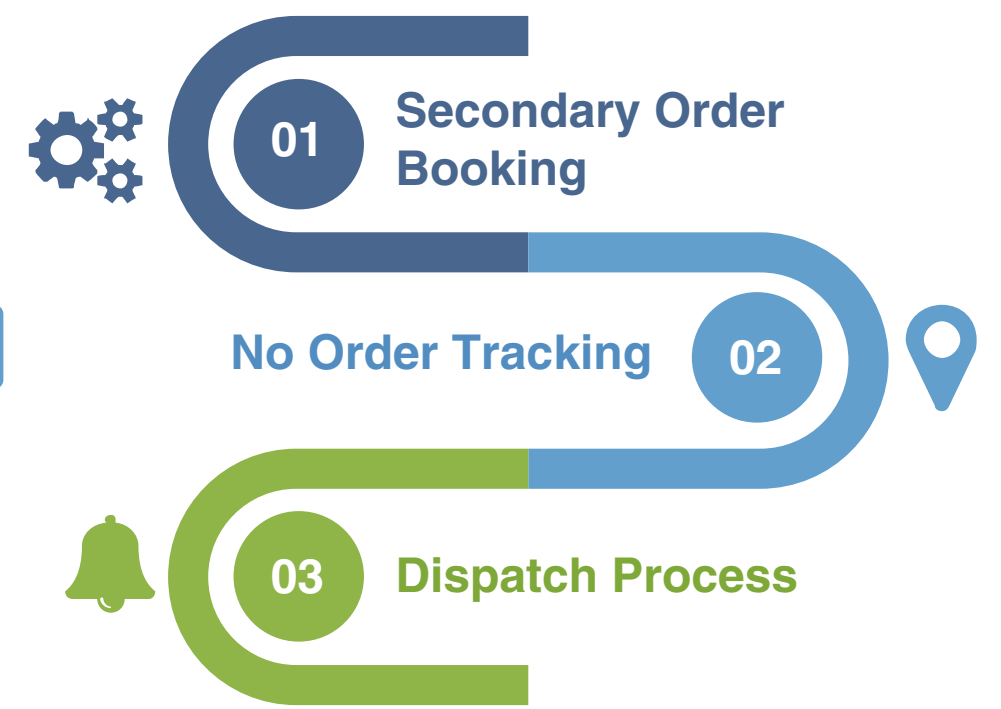 01
Secondary Order
Booking
No Order Tracking
02
03
Dispatch Process